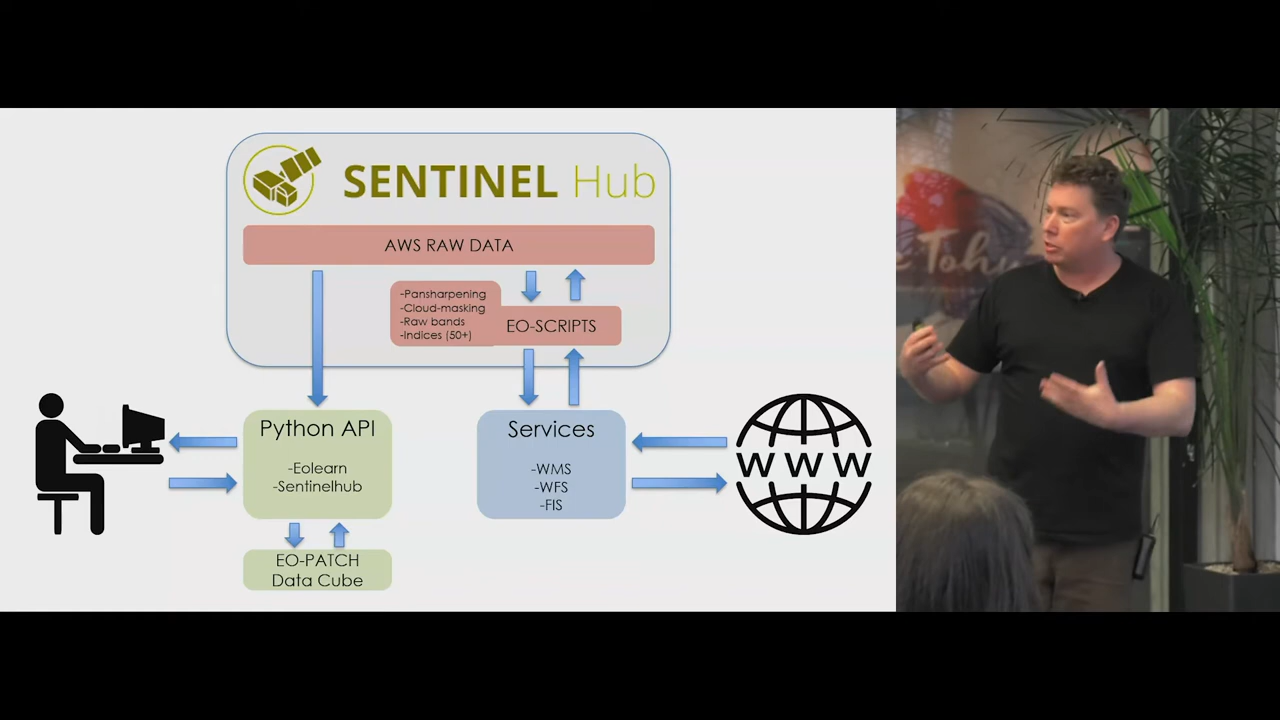 SENTINEL Hub
AWS RAW DATA
-Pansharpening
-Cloud-masking
-Raw bands
-Indices (50+)
EO-SCRIPTS
Python API
-Eolearn
-Sentinelhub
Services
-WMS
-WFS
-FIS
WWW
EO-PATCH
Data Cube
Tohu